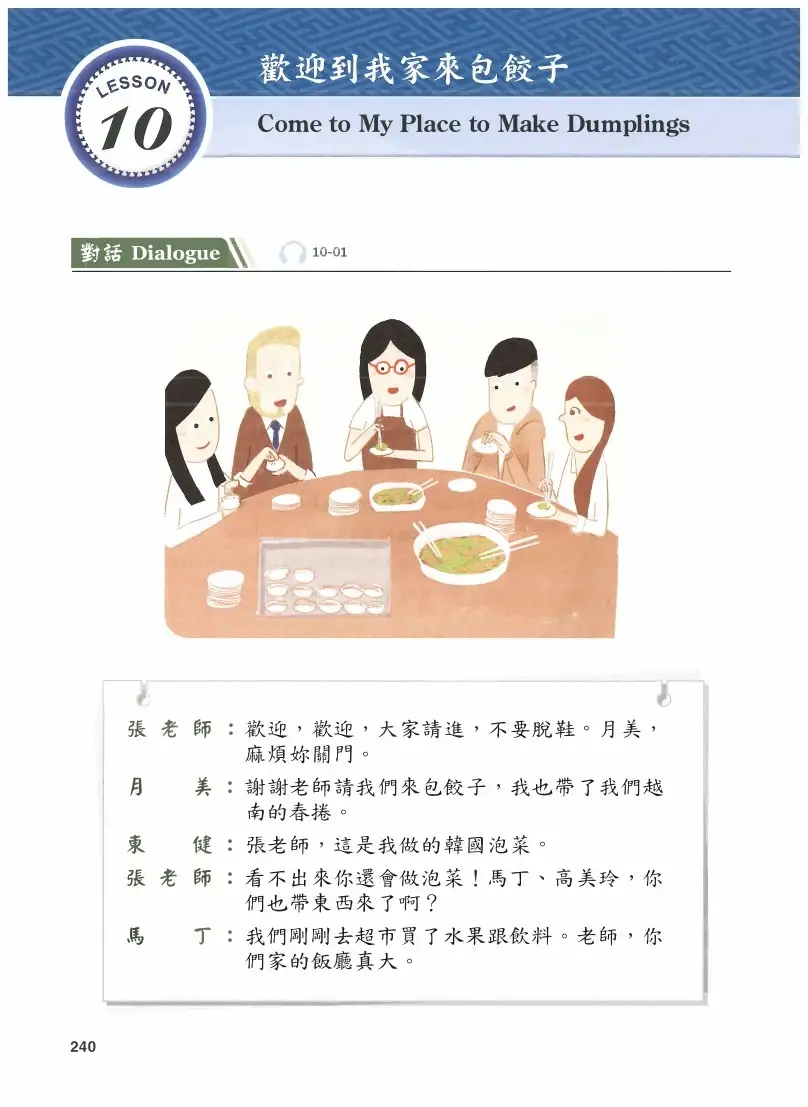 LESSON
10
歡迎到我家來包餃子
Come to My Place to Make Dumplings
對話 Dialogue
10-01
張老師：歡迎，歡迎，大家請進，不要脫鞋。月美，
麻煩妳關門。
月美：謝謝老師請我們來包餃子，我也帶了我們越
南的春捲。
東健：張老師，這是我做的韓國泡菜。
張老師：看不出來你還會做泡菜！馬丁、高美玲，你
們也帶東西來了啊？
馬丁：我們剛剛去超市買了水果跟飲料。老師，你
們家的飯廳真大。
240